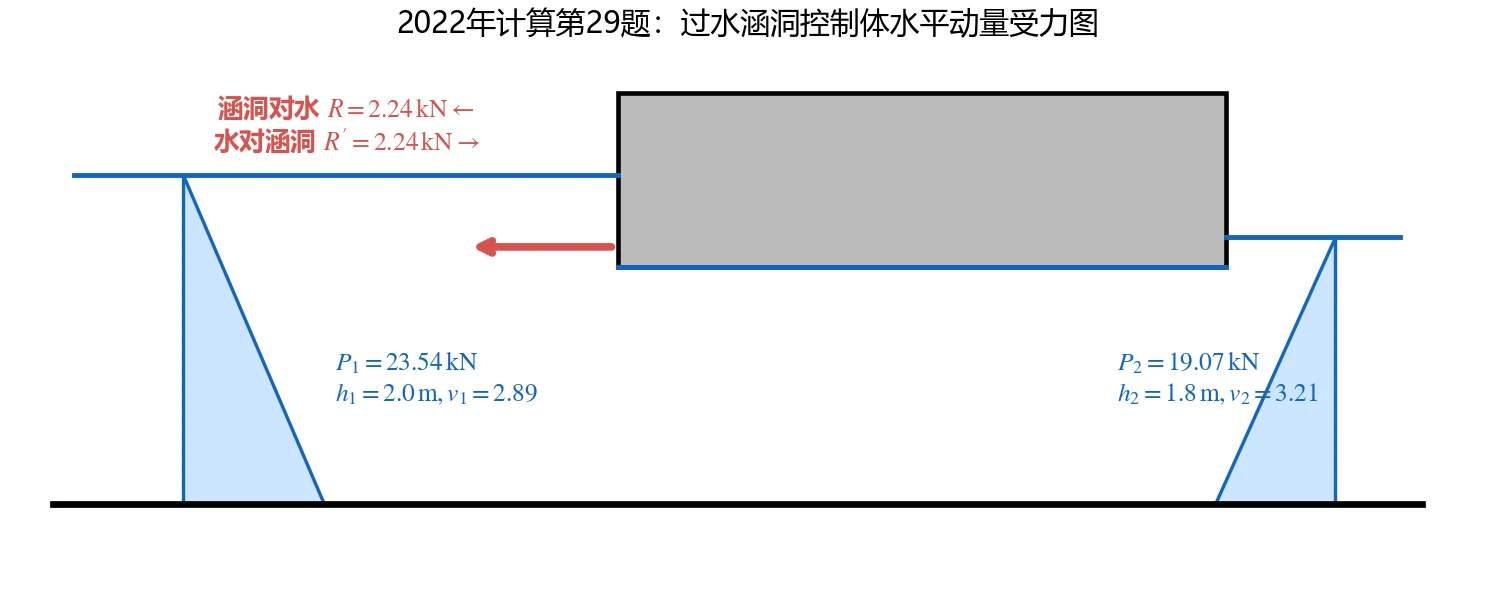 2022年计算第29题：过水涵洞控制体水平动量受力图
涵洞对水 R = 2.24 kN ←
水对涵洞 R′ = 2.24 kN →
P₁ = 23.54 kN
h₁ = 2.0 m, v₁ = 2.89
P₂ = 19.07 kN
h₂ = 1.8 m, v₂ = 3.21